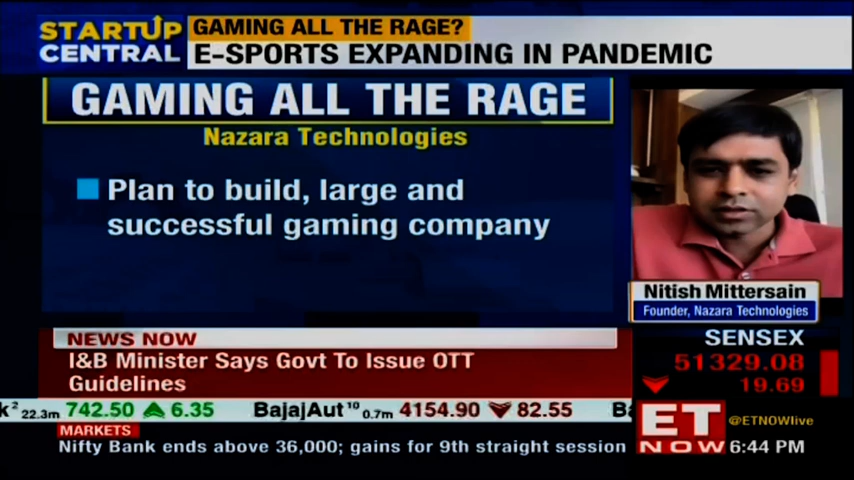 STARTUP
CENTRAL
GAMING ALL THE RAGE?
E-SPORTS EXPANDING IN PANDEMIC
GAMING ALL THE RAGE
Nazara Technologies
Plan to build, large and
successful gaming company
Nitish Mittersain
Founder, Nazara Technologies
NEWS NOW
I&B Minister Says Govt To Issue OTT
Guidelines
SENSEX
51329.08
19.69
k² 22.3m 742.50 6.35 BajajAut¹⁰ 0.7m 4154.90 82.55 Ba
MARKETS
Nifty Bank ends above 36,000; gains for 9th straight session
ET
NOW
@ETNOWlive
6:44 PM